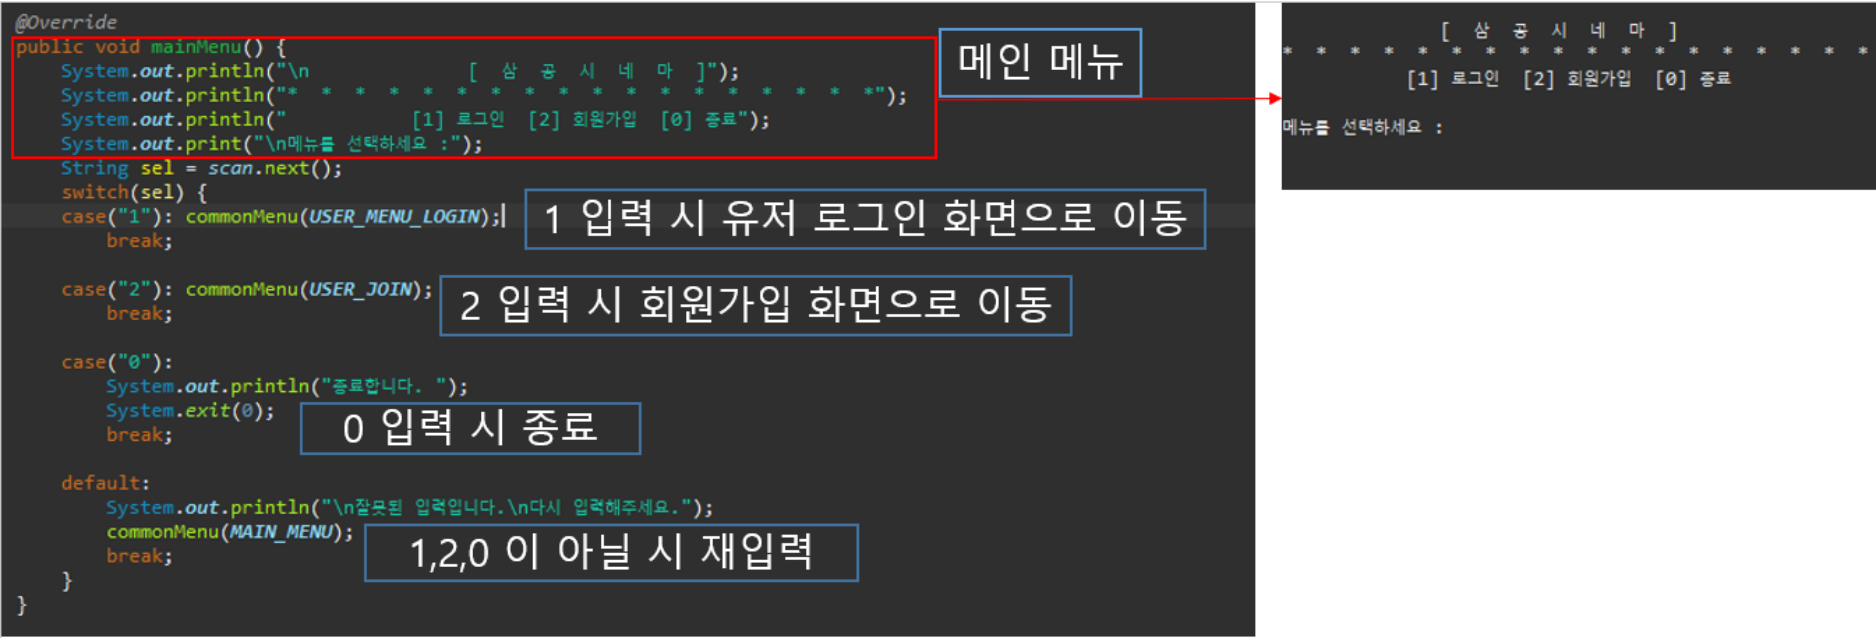 @Override
public void mainMenu() {
System.out.println("\n                [  삼  공  시  네  마  ]");
System.out.println("*  *  *  *  *  *  *  *  *  *  *  *  *  *  *  *  *  *");
System.out.println("           [1] 로그인  [2] 회원가입  [0] 종료");
System.out.print("\n메뉴를 선택하세요 :");
메인 메뉴
String sel = scan.next();
switch(sel) {
case("1"): commonMenu(USER_MENU_LOGIN);
1 입력 시 유저 로그인 화면으로 이동
break;
case("2"): commonMenu(USER_JOIN);
2 입력 시 회원가입 화면으로 이동
break;
case("0"):
System.out.println("종료합니다. ");
System.exit(0);
0 입력 시 종료
break;
default:
System.out.println("\n잘못된 입력입니다.\n다시 입력해주세요.");
commonMenu(MAIN_MENU);
1,2,0 이 아닐 시 재입력
break;
}
}
[  삼  공  시  네  마  ]
*  *  *  *  *  *  *  *  *  *  *  *  *  *  *  *  *  *
[1] 로그인  [2] 회원가입  [0] 종료
메뉴를 선택하세요 :